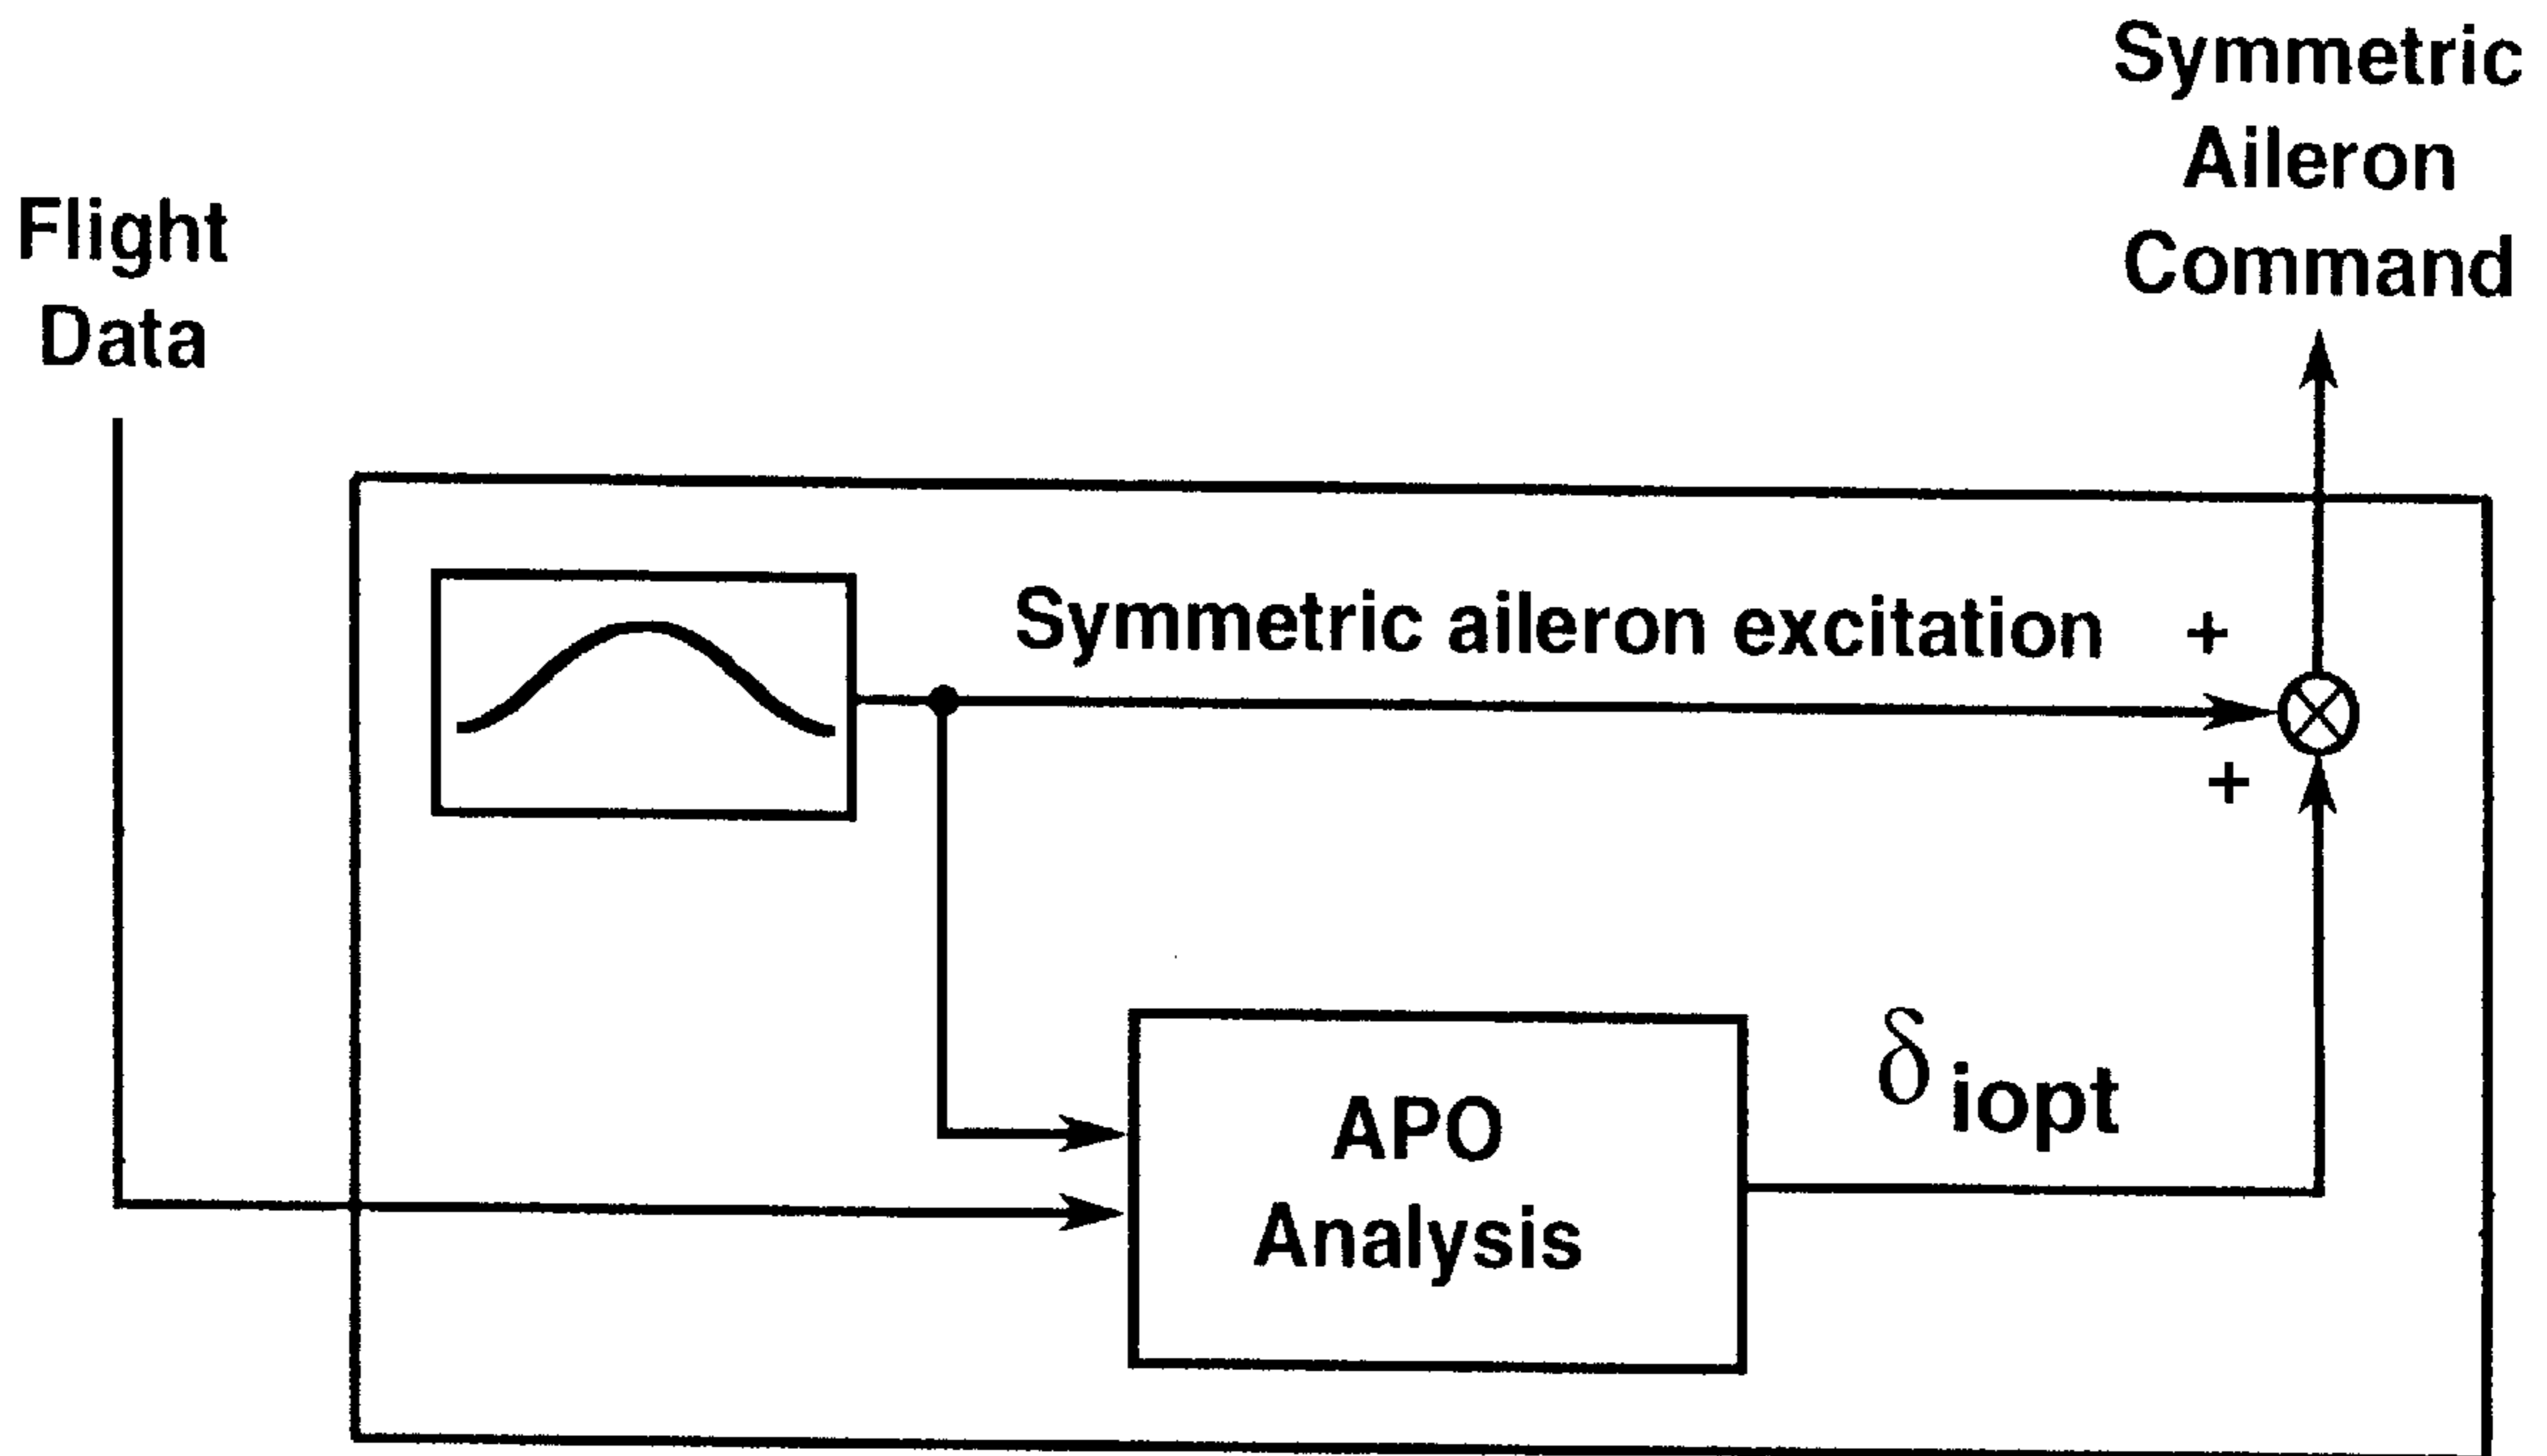 Symmetric
Aileron
Command
Flight
Data
Symmetric aileron excitation +
+
APO
Analysis
δ iopt